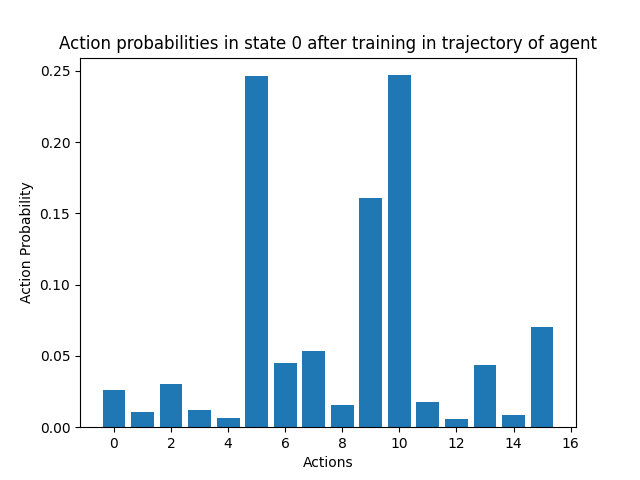 Action probabilities in state 0 after training in trajectory of agent
0.25
0.20
0.15
0.10
0.05
0.00
Action Probability
0 2 4 6 8 10 12 14 16
Actions